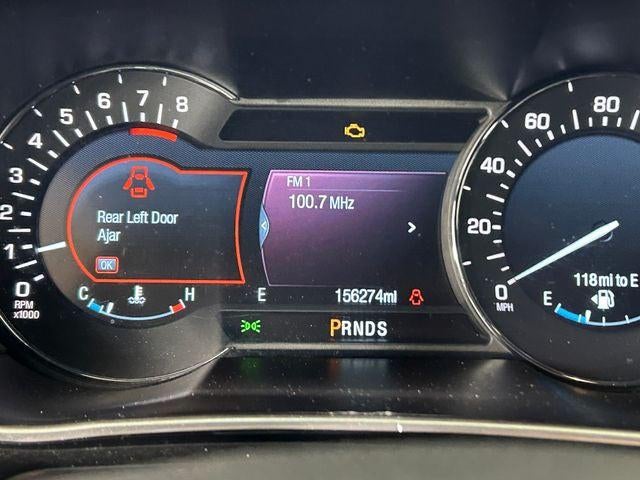 8
7
6
5
4
3
2
1
0
RPM
x1000
Rear Left Door
Ajar
OK
C
H
FM 1
100.7 MHz
E
156274mi
PRNDS
80
60
40
20
0
MPH
118mi to E
E